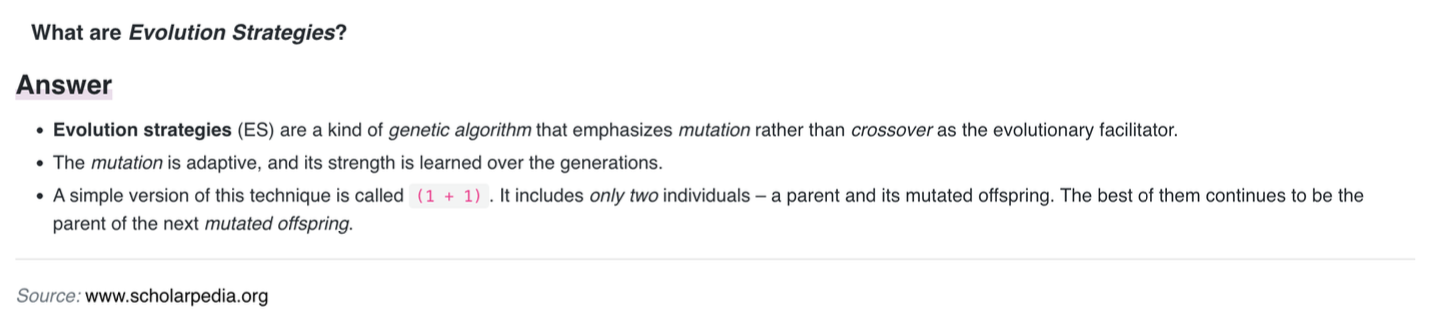 What are Evolution Strategies?
Answer
• Evolution strategies (ES) are a kind of genetic algorithm that emphasizes mutation rather than crossover as the evolutionary facilitator.
• The mutation is adaptive, and its strength is learned over the generations.
• A simple version of this technique is called (1 + 1) . It includes only two individuals – a parent and its mutated offspring. The best of them continues to be the
parent of the next mutated offspring.
Source: www.scholarpedia.org